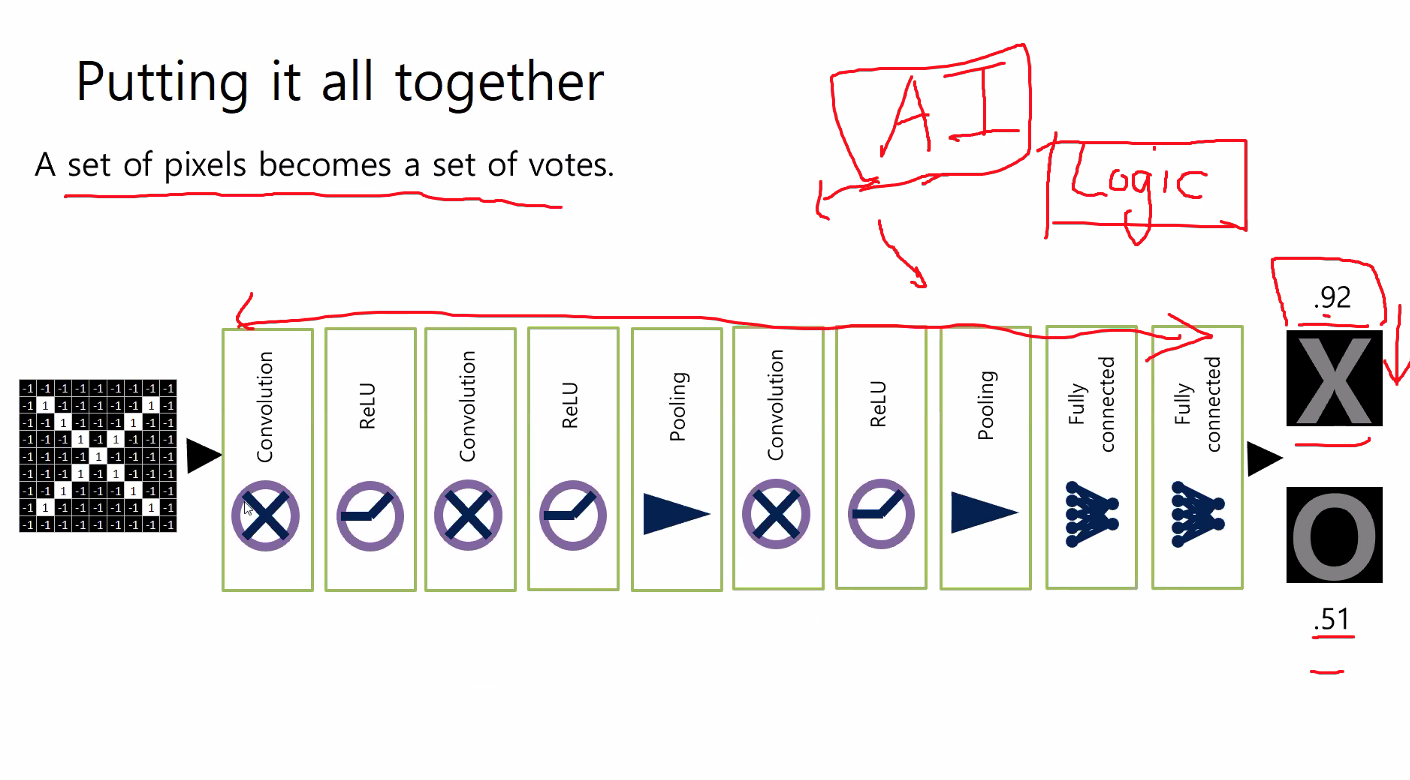 Putting it all together
A set of pixels becomes a set of votes.
AI
Logic
-1 -1 -1 -1 -1 -1 -1 -1 -1
-1 1 -1 -1 -1 -1 -1 1 -1
-1 -1 1 -1 -1 -1 1 -1 -1
-1 -1 -1 1 -1 1 -1 -1 -1
-1 -1 -1 -1 1 -1 -1 -1 -1
-1 -1 -1 1 -1 1 -1 -1 -1
-1 -1 1 -1 -1 -1 1 -1 -1
-1 1 -1 -1 -1 -1 -1 1 -1
-1 -1 -1 -1 -1 -1 -1 -1 -1
Convolution
ReLU
Convolution
ReLU
Pooling
Convolution
ReLU
Pooling
Fully
connected
Fully
connected
.92
X
O
.51